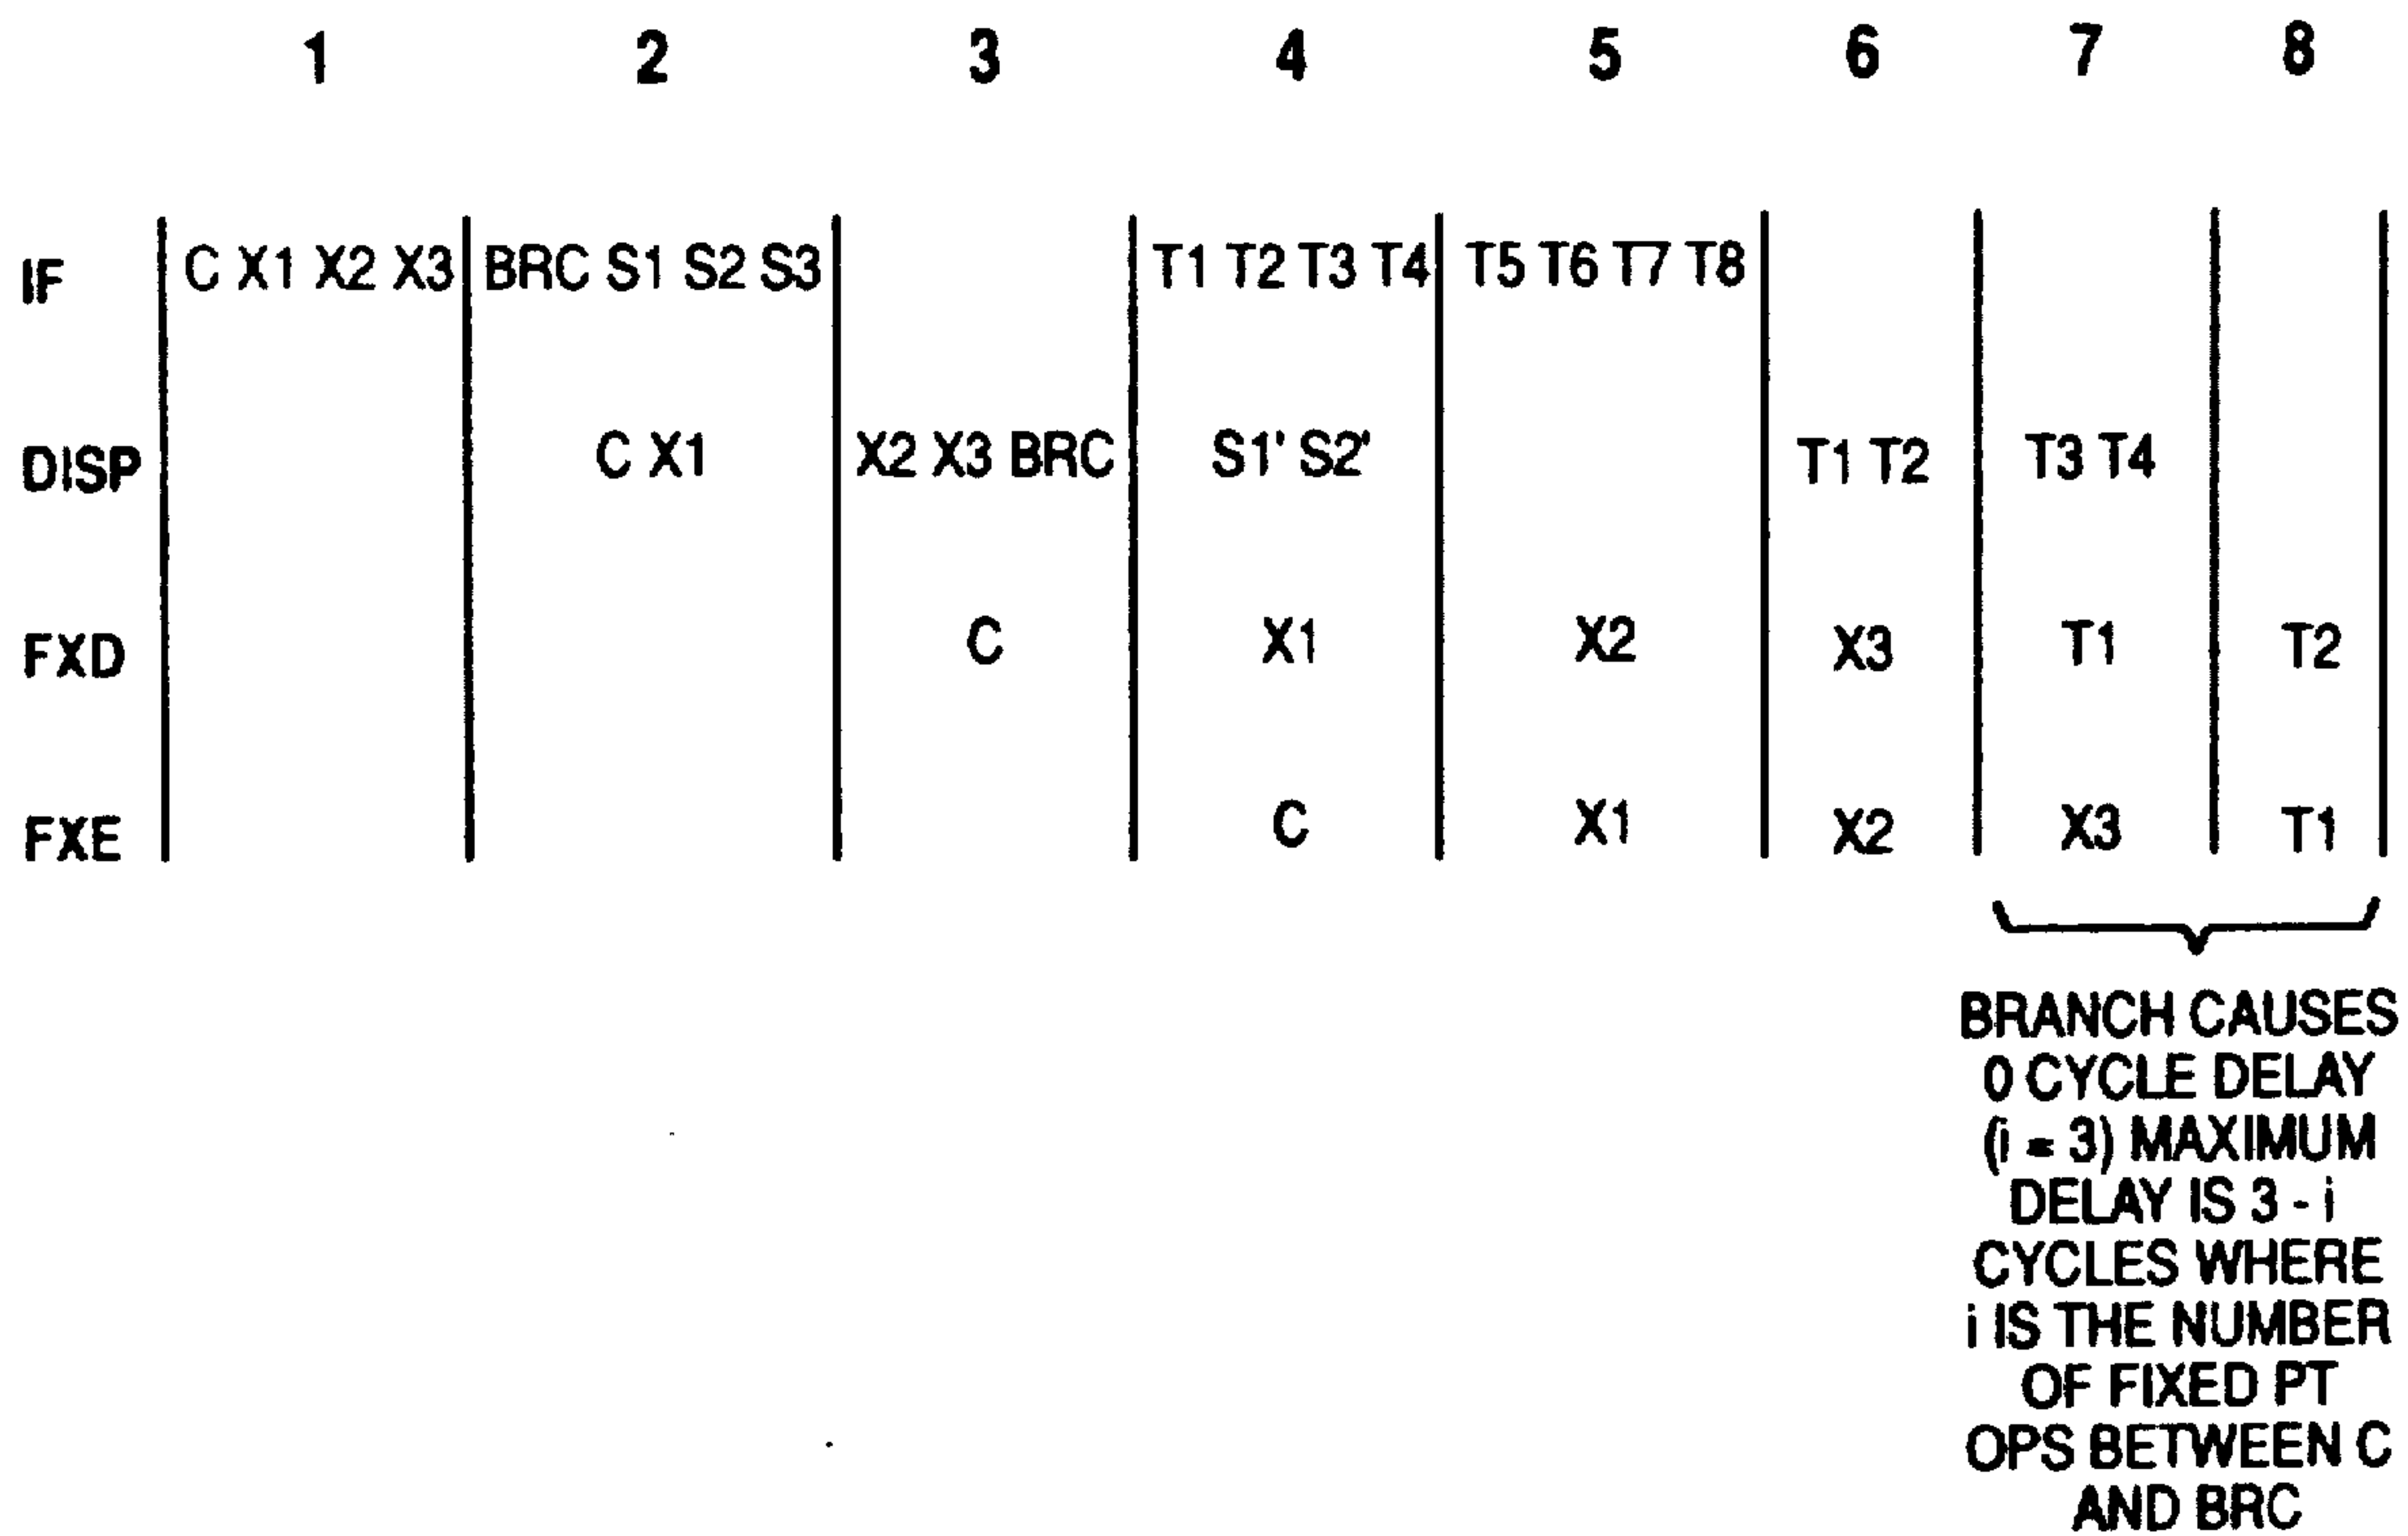 1 2 3 4 5 6 7 8
IF C X1 X2 X3 BRC S1 S2 S3 T1 T2 T3 T4 T5 T6 T7 T8
DISP C X1 X2 X3 BRC S1' S2' T1 T2 T3 T4
FXD C X1 X2 X3 T1 T2
FXE C X1 X2 X3 T1
BRANCH CAUSES
0 CYCLE DELAY
(i = 3) MAXIMUM
DELAY IS 3 - i
CYCLES WHERE
i IS THE NUMBER
OF FIXED PT
OPS BETWEEN C
AND BRC